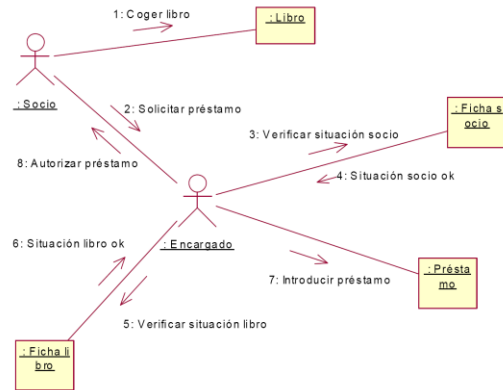 1: Coger libro
: Libro
: Socio
2: Solicitar préstamo
: Ficha s
ocio
3: Verificar situación socio
8: Autorizar préstamo
4: Situación socio ok
6: Situación libro ok
: Encargado
: Présta
mo
7: Introducir préstamo
5: Verificar situación libro
: Ficha li
bro